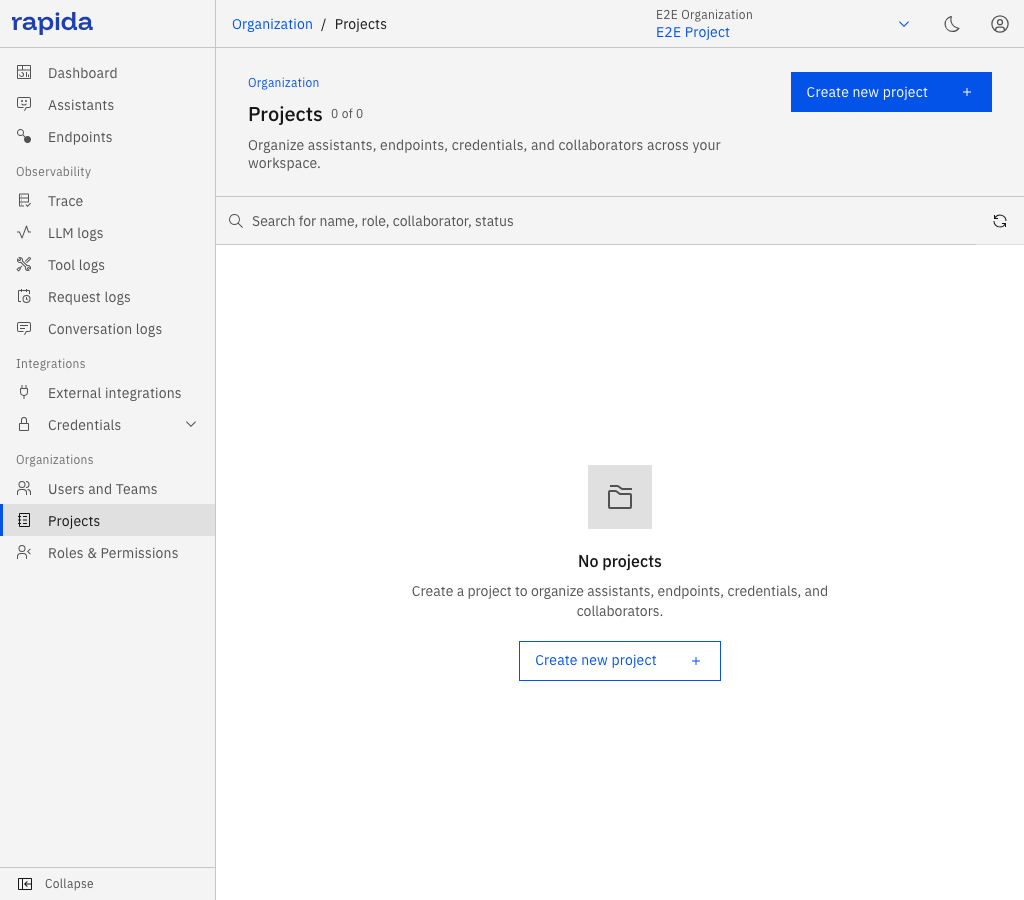 rapida
Organization / Projects
E2E Organization
E2E Project
Dashboard
Assistants
Endpoints
Observability
Trace
LLM logs
Tool logs
Request logs
Conversation logs
Integrations
External integrations
Credentials
Organizations
Users and Teams
Projects
Roles & Permissions
Collapse
Organization
Projects 0 of 0
Organize assistants, endpoints, credentials, and collaborators across your
workspace.
Create new project +
Search for name, role, collaborator, status
No projects
Create a project to organize assistants, endpoints, credentials, and
collaborators.
Create new project +